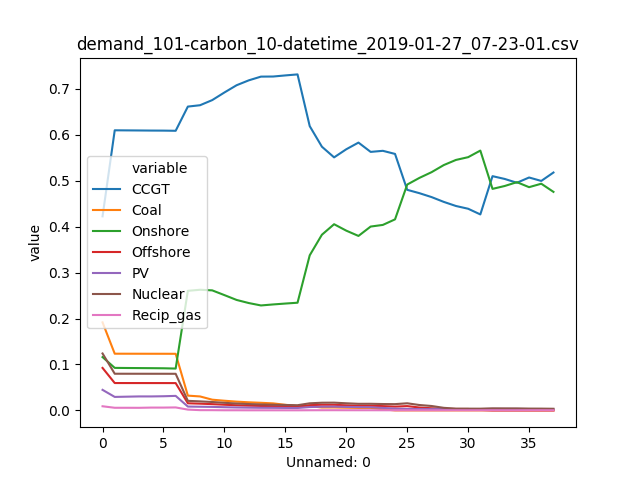 demand_101-carbon_10-datetime_2019-01-27_07-23-01.csv
value
0.7
0.6
0.5
0.4
0.3
0.2
0.1
0.0
variable
CCGT
Coal
Onshore
Offshore
PV
Nuclear
Recip_gas
0 5 10 15 20 25 30 35
Unnamed: 0